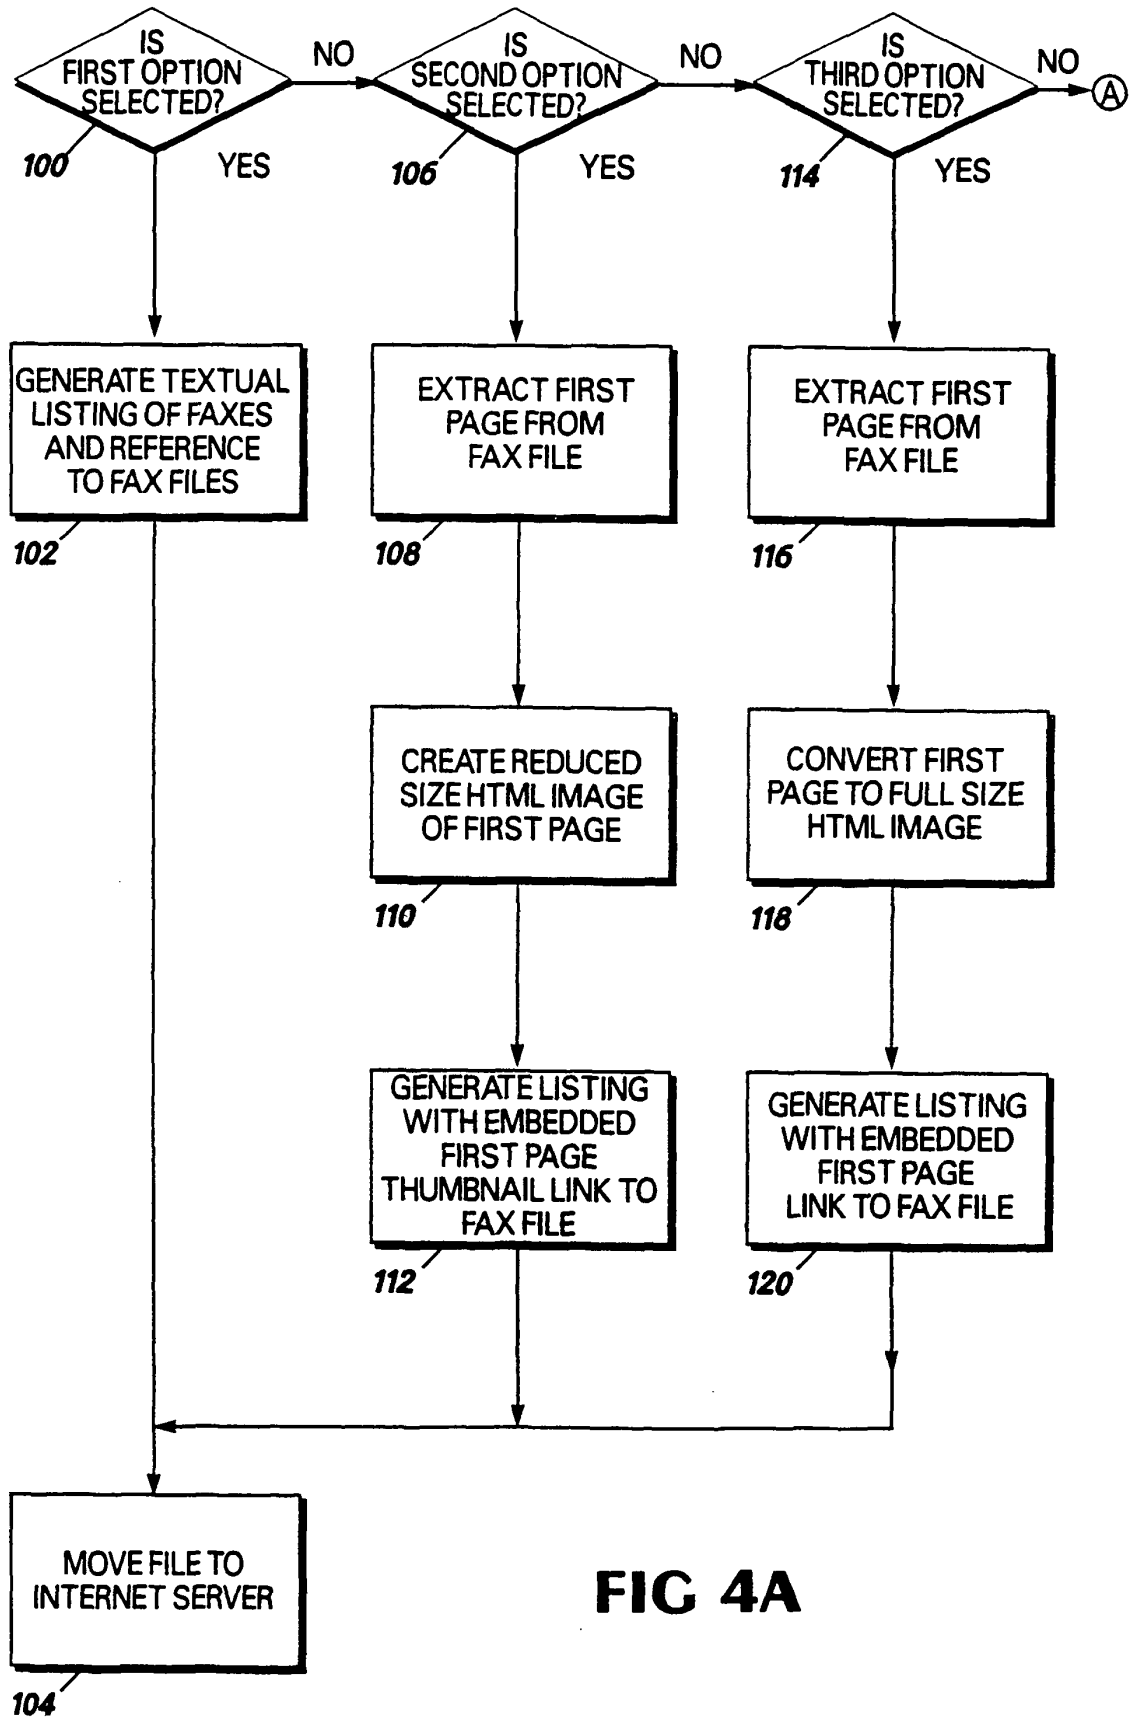 IS
FIRST OPTION
SELECTED?
NO
IS
SECOND OPTION
SELECTED?
NO
IS
THIRD OPTION
SELECTED?
NO
A
100
YES
106
YES
114
YES
GENERATE TEXTUAL
LISTING OF FAXES
AND REFERENCE
TO FAX FILES
102
EXTRACT FIRST
PAGE FROM
FAX FILE
108
EXTRACT FIRST
PAGE FROM
FAX FILE
116
CREATE REDUCED
SIZE HTML IMAGE
OF FIRST PAGE
110
CONVERT FIRST
PAGE TO FULL SIZE
HTML IMAGE
118
GENERATE LISTING
WITH EMBEDDED
FIRST PAGE
THUMBNAIL LINK TO
FAX FILE
112
GENERATE LISTING
WITH EMBEDDED
FIRST PAGE
LINK TO FAX FILE
120
MOVE FILE TO
INTERNET SERVER
104
FIG 4A